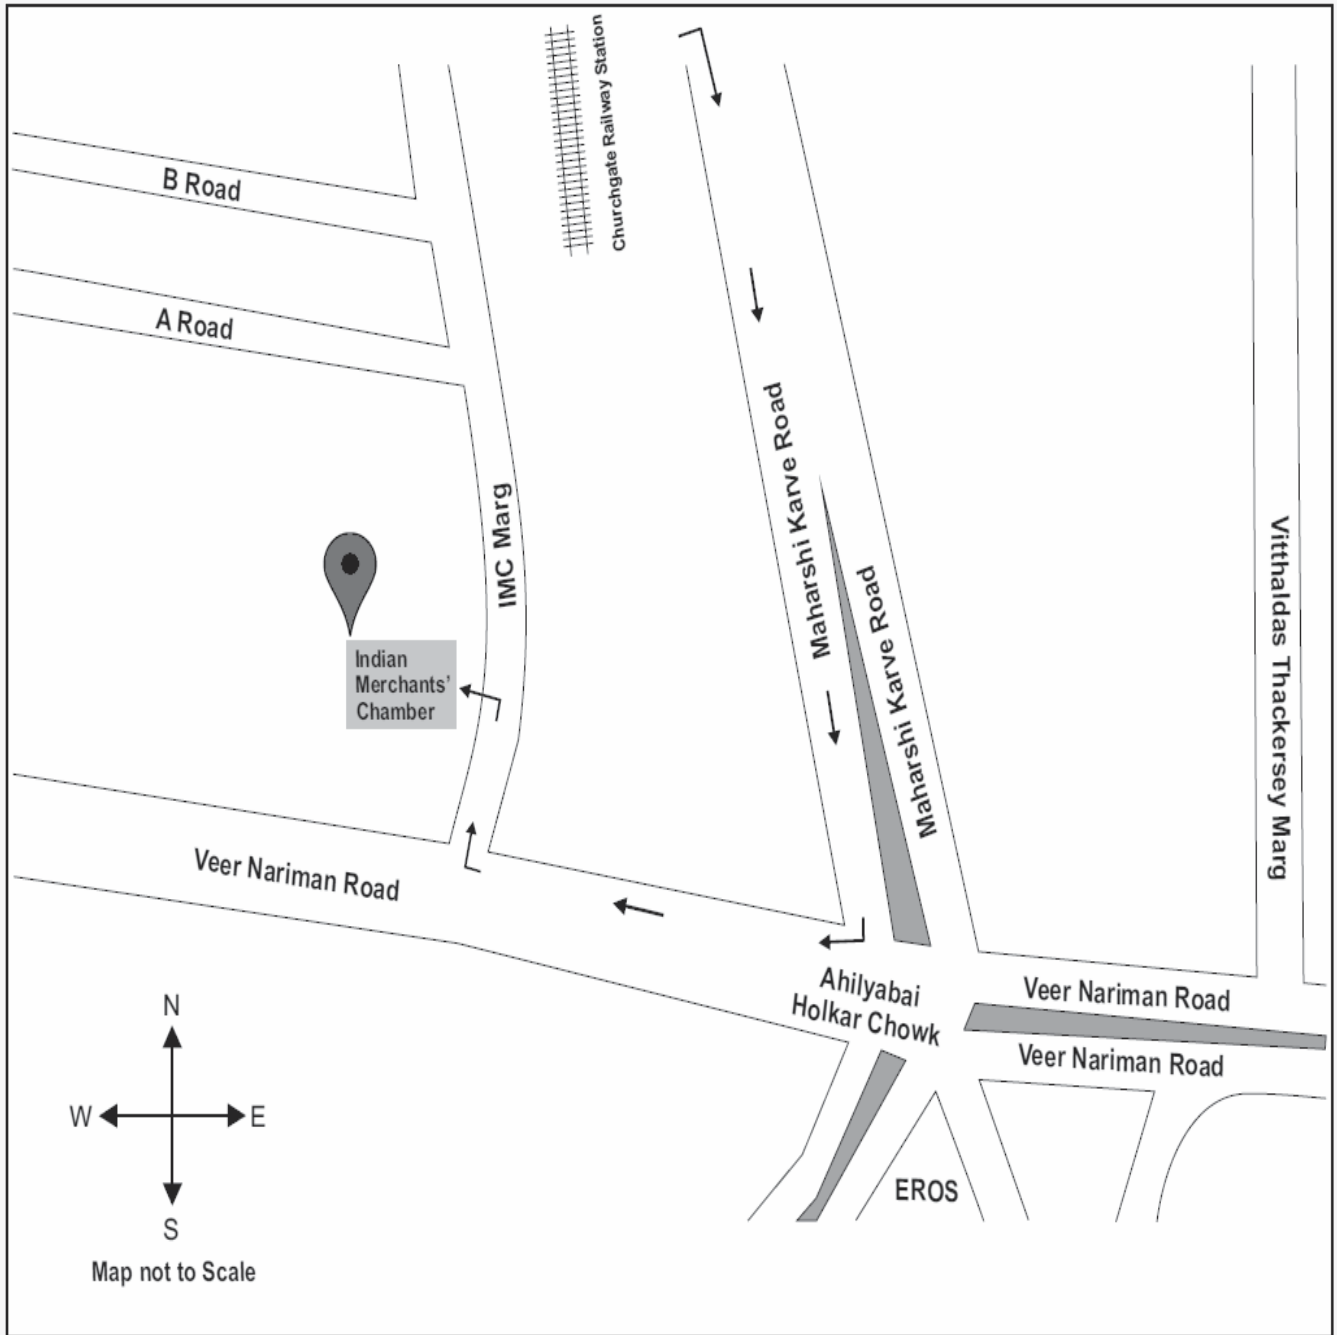 Churchgate Railway Station
B Road
A Road
Maharshi Karve Road
IMC Marg
Maharshi Karve Road
Vitthaldas Thackersey Marg
Indian
Merchants'
Chamber
Veer Nariman Road
Ahilyabai
Holkar Chowk
Veer Nariman Road
Veer Nariman Road
EROS
N
W E
S
Map not to Scale